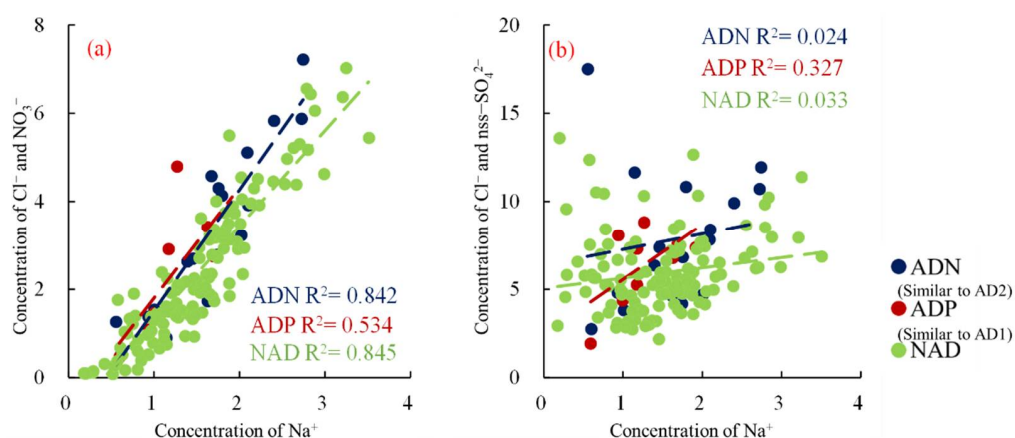 8
6
4
2
0
(a)
ADN R²= 0.842
ADP R²= 0.534
NAD R²= 0.845
0 1 2 3 4
Concentration of Na⁺
Concentration of Cl⁻ and NO₃⁻
20
15
10
5
0
(b)
ADN R²= 0.024
ADP R²= 0.327
NAD R²= 0.033
0 1 2 3 4
Concentration of Na⁺
Concentration of Cl⁻ and nss−SO₄²⁻
ADN
(Similar to AD2)
ADP
(Similar to AD1)
NAD